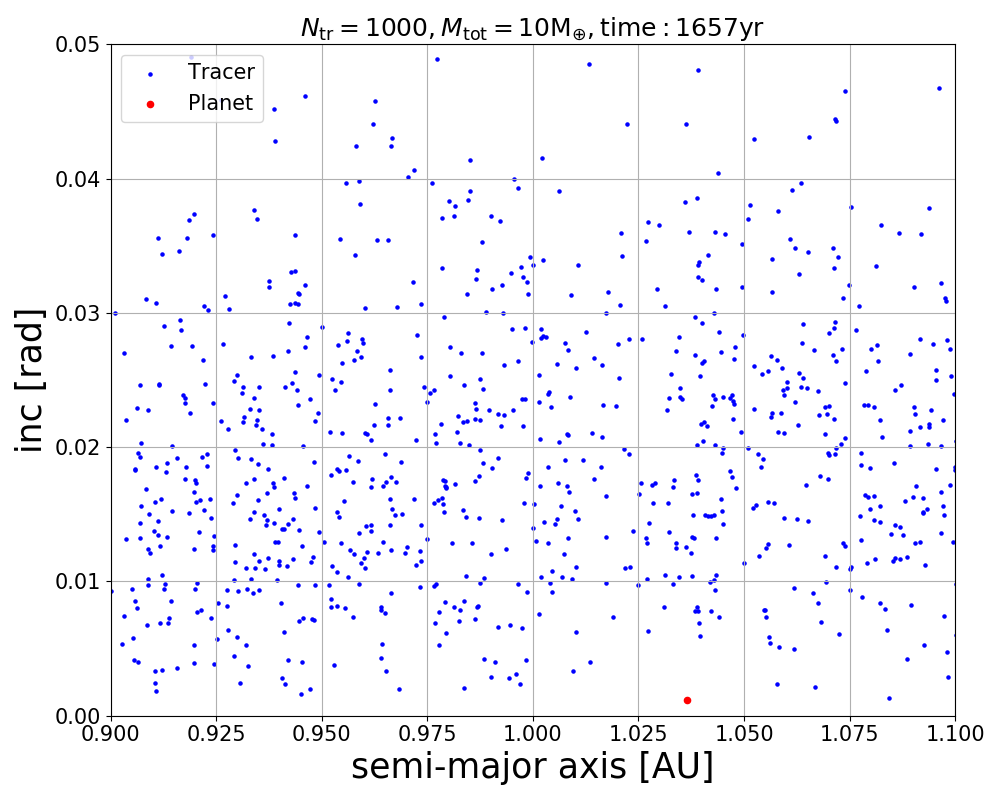 N_tr = 1000, M_tot = 10M_⊕, time : 1657yr
Tracer
Planet
inc [rad]
0.05
0.04
0.03
0.02
0.01
0.00
0.900 0.925 0.950 0.975 1.000 1.025 1.050 1.075 1.100
semi-major axis [AU]